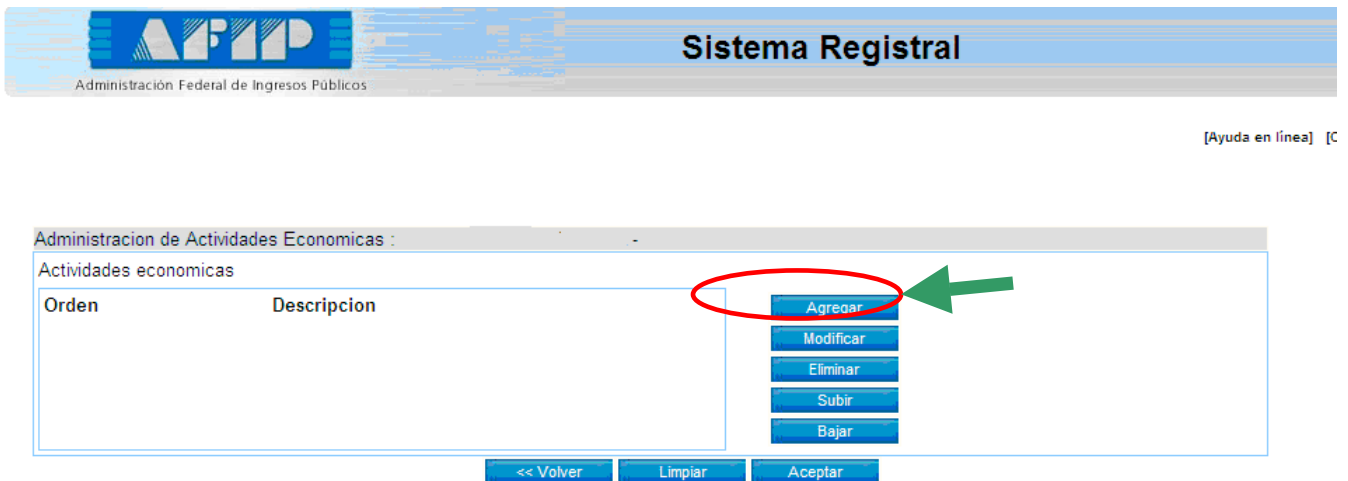 AFIP
Sistema Registral
Administración Federal de Ingresos Públicos
[Ayuda en línea] [C
Administracion de Actividades Economicas : -
Actividades economicas
Orden Descripcion
Agregar
Modificar
Eliminar
Subir
Bajar
<< Volver Limpiar Aceptar